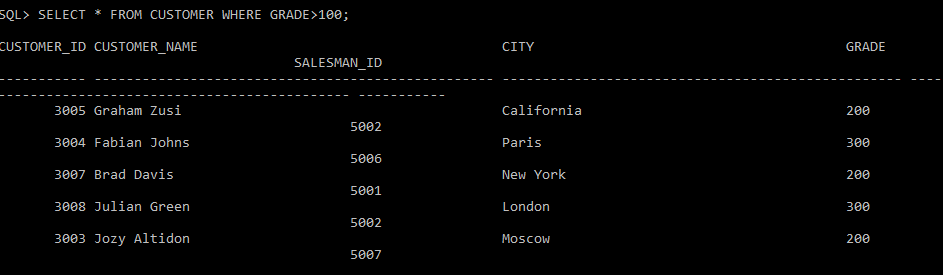 SQL> SELECT * FROM CUSTOMER WHERE GRADE>100;
CUSTOMER_ID CUSTOMER_NAME CITY GRADE
SALESMAN_ID
----------- -------------------------------------------------- -------------------------------------------------- ----
-------------------------------------------- -----------
3005 Graham Zusi California 200
5002
3004 Fabian Johns Paris 300
5006
3007 Brad Davis New York 200
5001
3008 Julian Green London 300
5002
3003 Jozy Altidon Moscow 200
5007